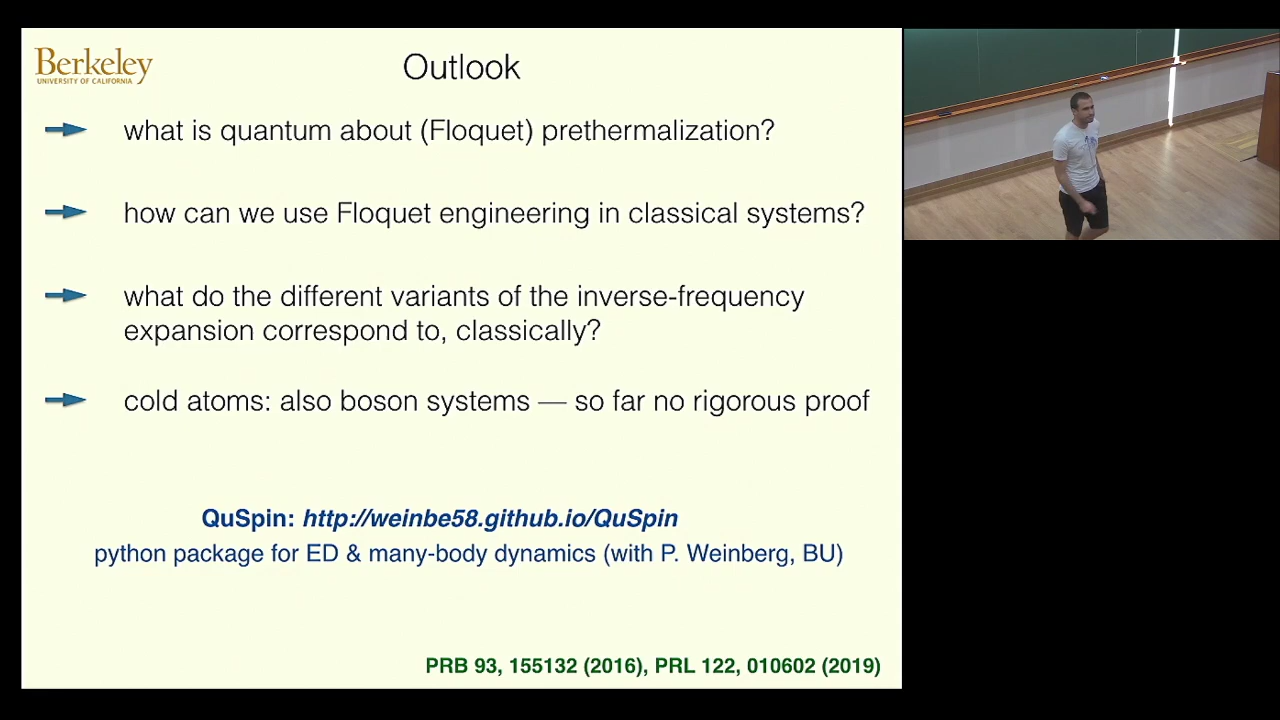 Berkeley
UNIVERSITY OF CALIFORNIA
Outlook
what is quantum about (Floquet) prethermalization?
how can we use Floquet engineering in classical systems?
what do the different variants of the inverse-frequency
expansion correspond to, classically?
cold atoms: also boson systems — so far no rigorous proof
QuSpin: http://weinbe58.github.io/QuSpin
python package for ED & many-body dynamics (with P. Weinberg, BU)
PRB 93, 155132 (2016), PRL 122, 010602 (2019)